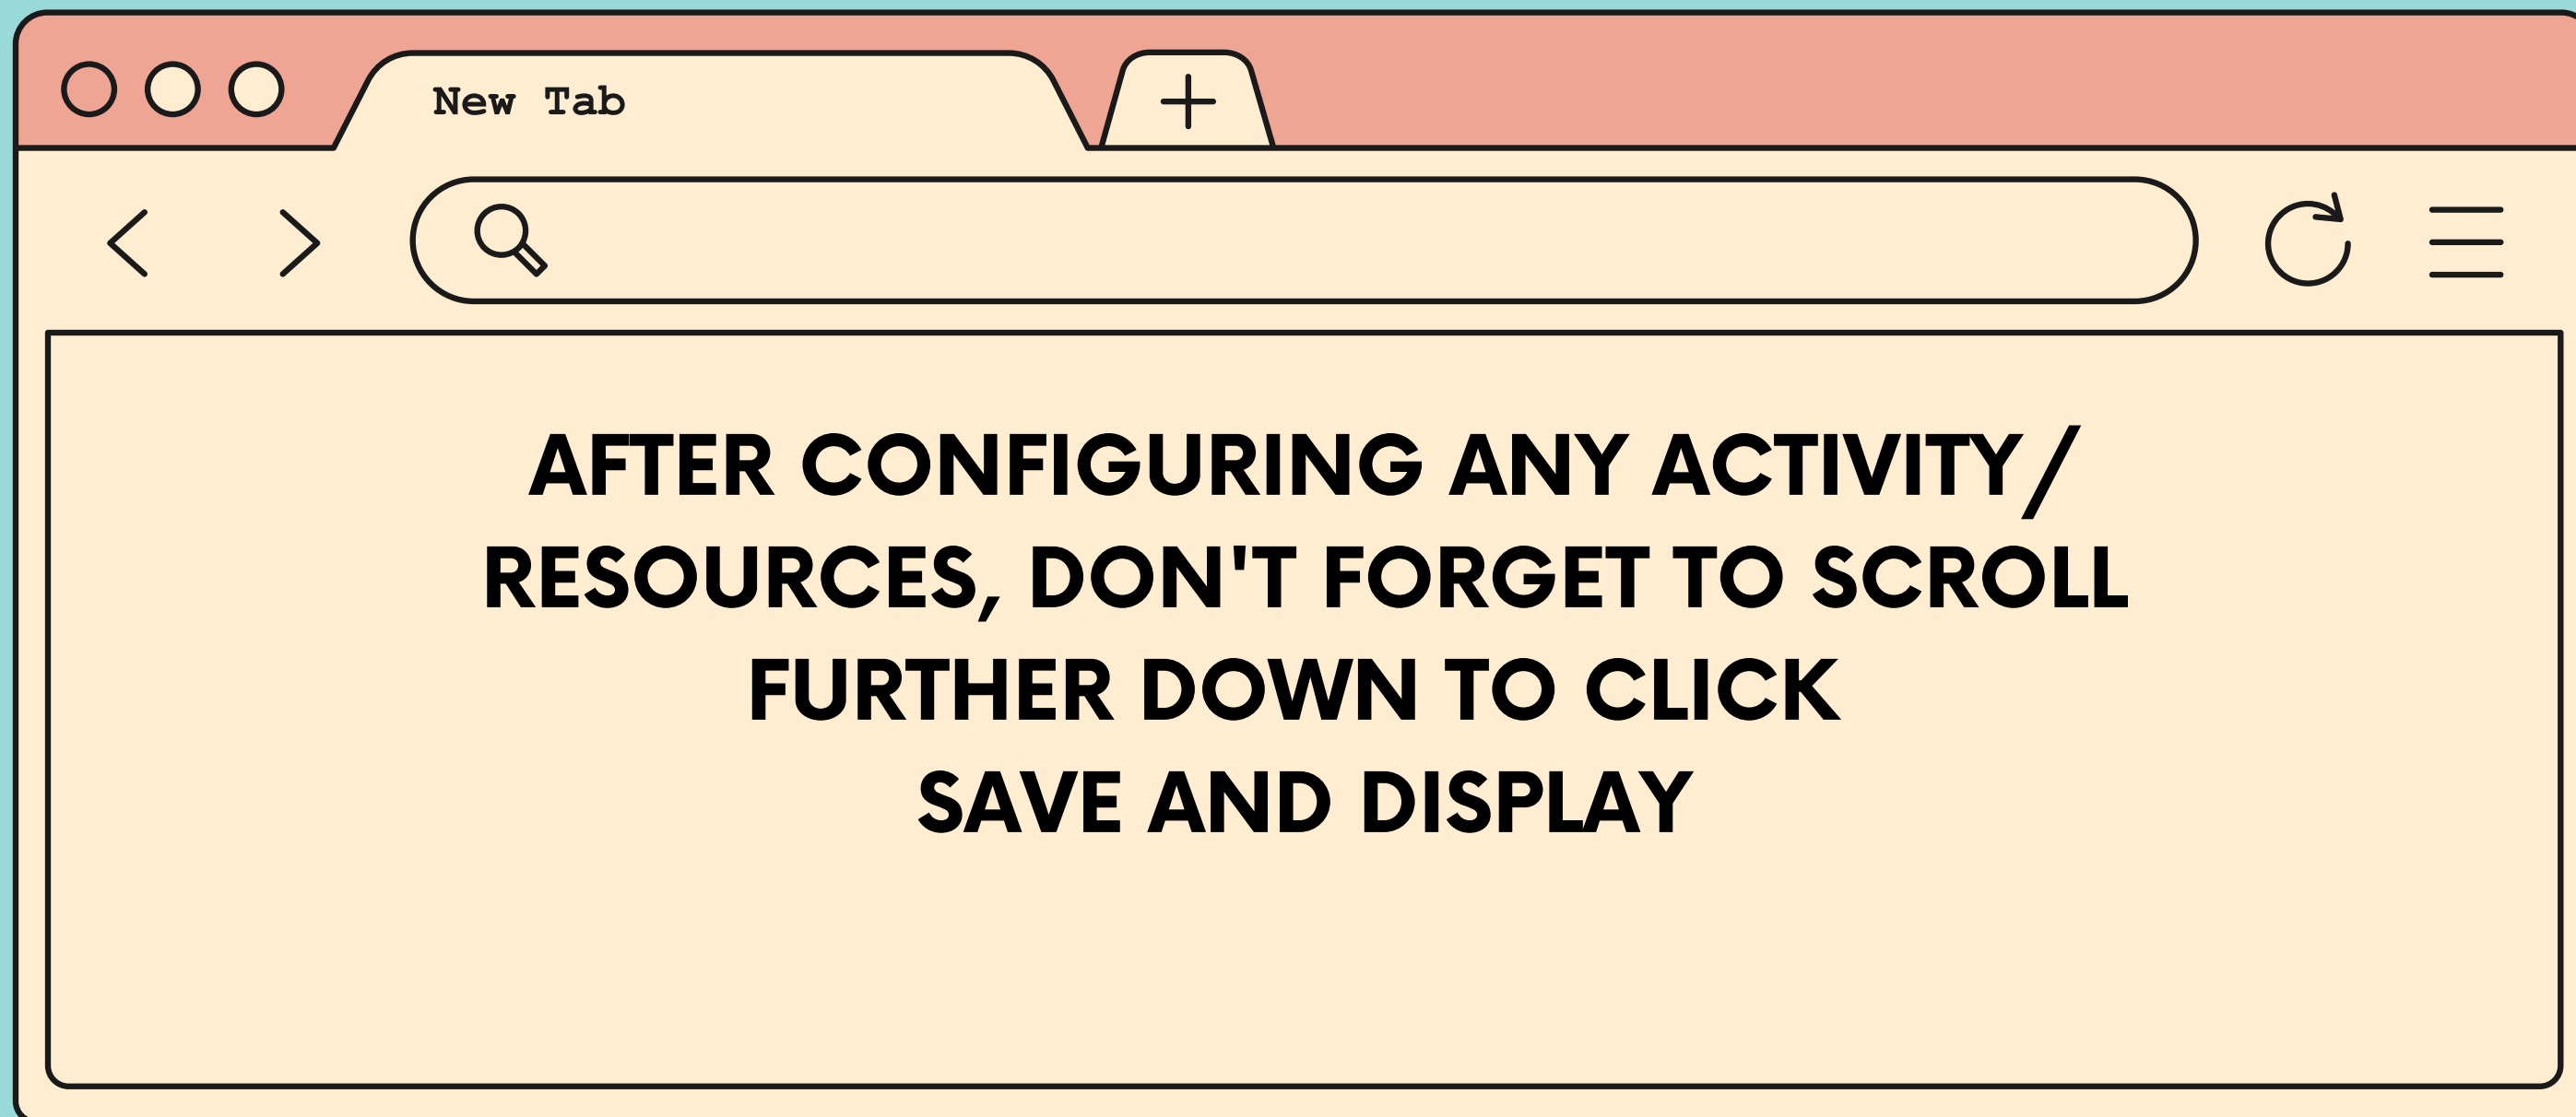 New Tab
AFTER CONFIGURING ANY ACTIVITY/
RESOURCES, DON'T FORGET TO SCROLL
FURTHER DOWN TO CLICK
SAVE AND DISPLAY